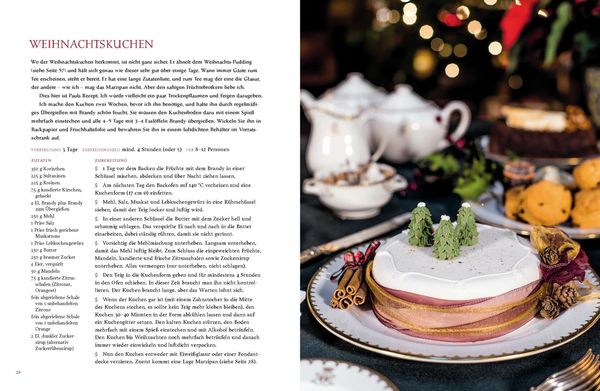 WEIHNACHTSKUCHEN
Wo der Weihnachtskuchen herkommt, ist nicht ganz sicher. Er ähnelt dem Weihnachts-Pudding
(siehe Seite 57) und hält sich genau wie dieser sehr gut über einige Tage. Wann immer Gäste zum
Tee erscheinen, steht er bereit. Er hat eine lange Zutatenliste, und zum Tee mag der eine die Glasur,
der andere – wie ich – mag das Marzipan nicht. Aber den saftigen Früchtebrotkern liebe ich.
Dies hier ist Pauls Rezept. Ich würde vielleicht ein paar Trockenpflaumen und Feigen dazugeben.
Ich mache den Kuchen zwei Wochen, bevor ich ihn benötige, und halte ihn durch regelmäßi-
ges Übergießen mit Brandy schön feucht. Sie müssen den Kuchenboden dazu mit einem Spieß
mehrfach einstechen und alle 4–5 Tage mit 3–4 Esslöffeln Brandy übergießen. Wickeln Sie ihn in
Backpapier und Frischhaltefolie und bewahren Sie ihn in einem luftdichten Behälter im Vorrats-
schrank auf.
VORBEREITUNG 3 Tage ZUBEREITUNGSZEIT mind. 4 Stunden (oder 5) FÜR 8–12 Personen
ZUTATEN
350 g Korinthen
225 g Sultaninen
225 g Rosinen
75 g kandierte Kirschen,
gehackt
4 EL Brandy plus Brandy
zum Übergießen
250 g Mehl
1 Prise Salz
1 Prise frisch geriebene
Muskatnuss
1 Prise Lebkuchengewürz
250 g Butter
250 g brauner Zucker
4 Eier, verquirlt
50 g Mandeln
75 g kandierte Zitrus-
schalen (Zitronat,
Orangeat)
fein abgeriebene Schale
von 1 unbehandelten
Zitrone
fein abgeriebene Schale
von 1 unbehandelten
Orange
2 EL dunkler Zucker-
sirup (alternativ
Zuckerrübensirup)
ZUBEREITUNG
§ 1 Tag vor dem Backen die Früchte mit dem Brandy in einer
Schüssel mischen, abdecken und über Nacht ziehen lassen.
§ Am nächsten Tag den Backofen auf 140 °C vorheizen und eine
Kuchenform (27 cm Ø) einfetten.
§ Mehl, Salz, Muskat und Lebkuchengewürz in eine Rührschüssel
sieben, damit der Teig locker und luftig wird.
§ In einer anderen Schüssel die Butter mit dem Zucker hell und
schaumig schlagen. Das verquirlte Ei nach und nach in die Butter
einarbeiten, dabei ständig rühren, damit sie nicht gerinnt.
§ Vorsichtig die Mehlmischung unterheben. Langsam unterheben,
damit das Mehl luftig bleibt. Zum Schluss die eingeweichten Früchte,
Mandeln, kandierte und frische Zitrusschalen sowie Zuckersirup
unterheben. Alles vermengen (nur unterheben, nicht schlagen).
§ Den Teig in die Kuchenform geben und für mindestens 4 Stunden
in den Ofen schieben. In dieser Zeit braucht man ihn nicht kontrol-
lieren. Der Kuchen braucht lange, aber das Warten lohnt sich.
§ Wenn der Kuchen gar ist (mit einem Zahnstocher in die Mitte
des Kuchens stechen, es sollte kein Teig mehr kleben bleiben), den
Kuchen 30–40 Minuten in der Form abkühlen lassen und dann auf
ein Kuchengitter setzen. Den kalten Kuchen stürzen, den Boden
mehrfach mit einem Spieß einstechen und mit Alkohol beträufeln.
Den Kuchen bis Weihnachten noch mehrfach beträufeln und danach
immer wieder einwickeln und luftdicht verpacken.
§ Nun den Kuchen entweder mit Eiweißglasur oder einer Fondant-
decke verzieren. Zuerst kommt eine Lage Marzipan (siehe Seite 28).
26